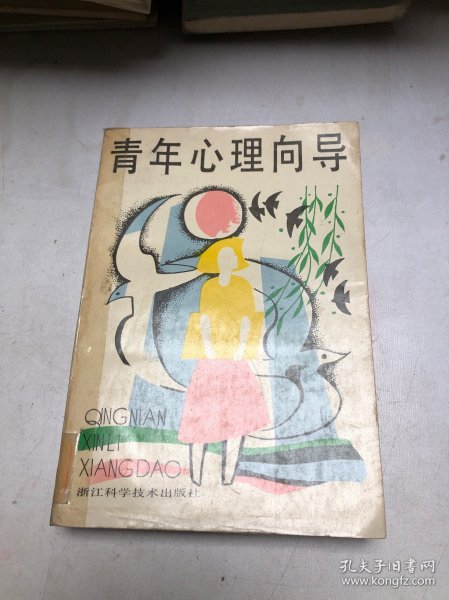 青年心理向导
QINGNIAN
XINLI
XIANGDAO
浙江科学技术出版社
孔夫子旧书网
www.kongfz.com